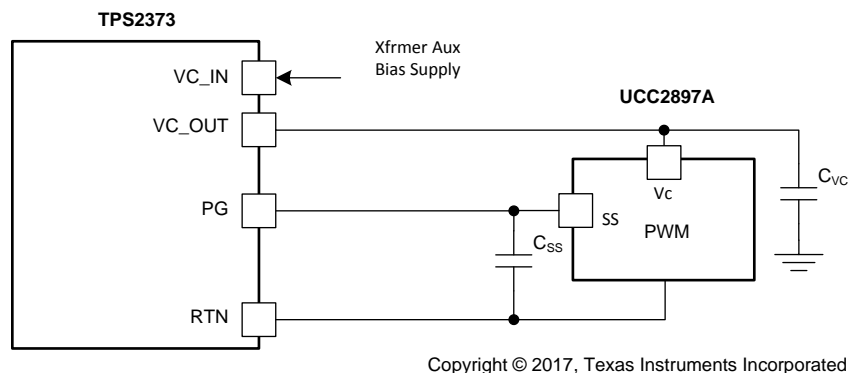 TPS2373
Xfrmer Aux
Bias Supply
VC_IN
UCC2897A
VC_OUT
Vc
CVC
PG
SS
PWM
CSS
RTN
Copyright © 2017, Texas Instruments Incorporated